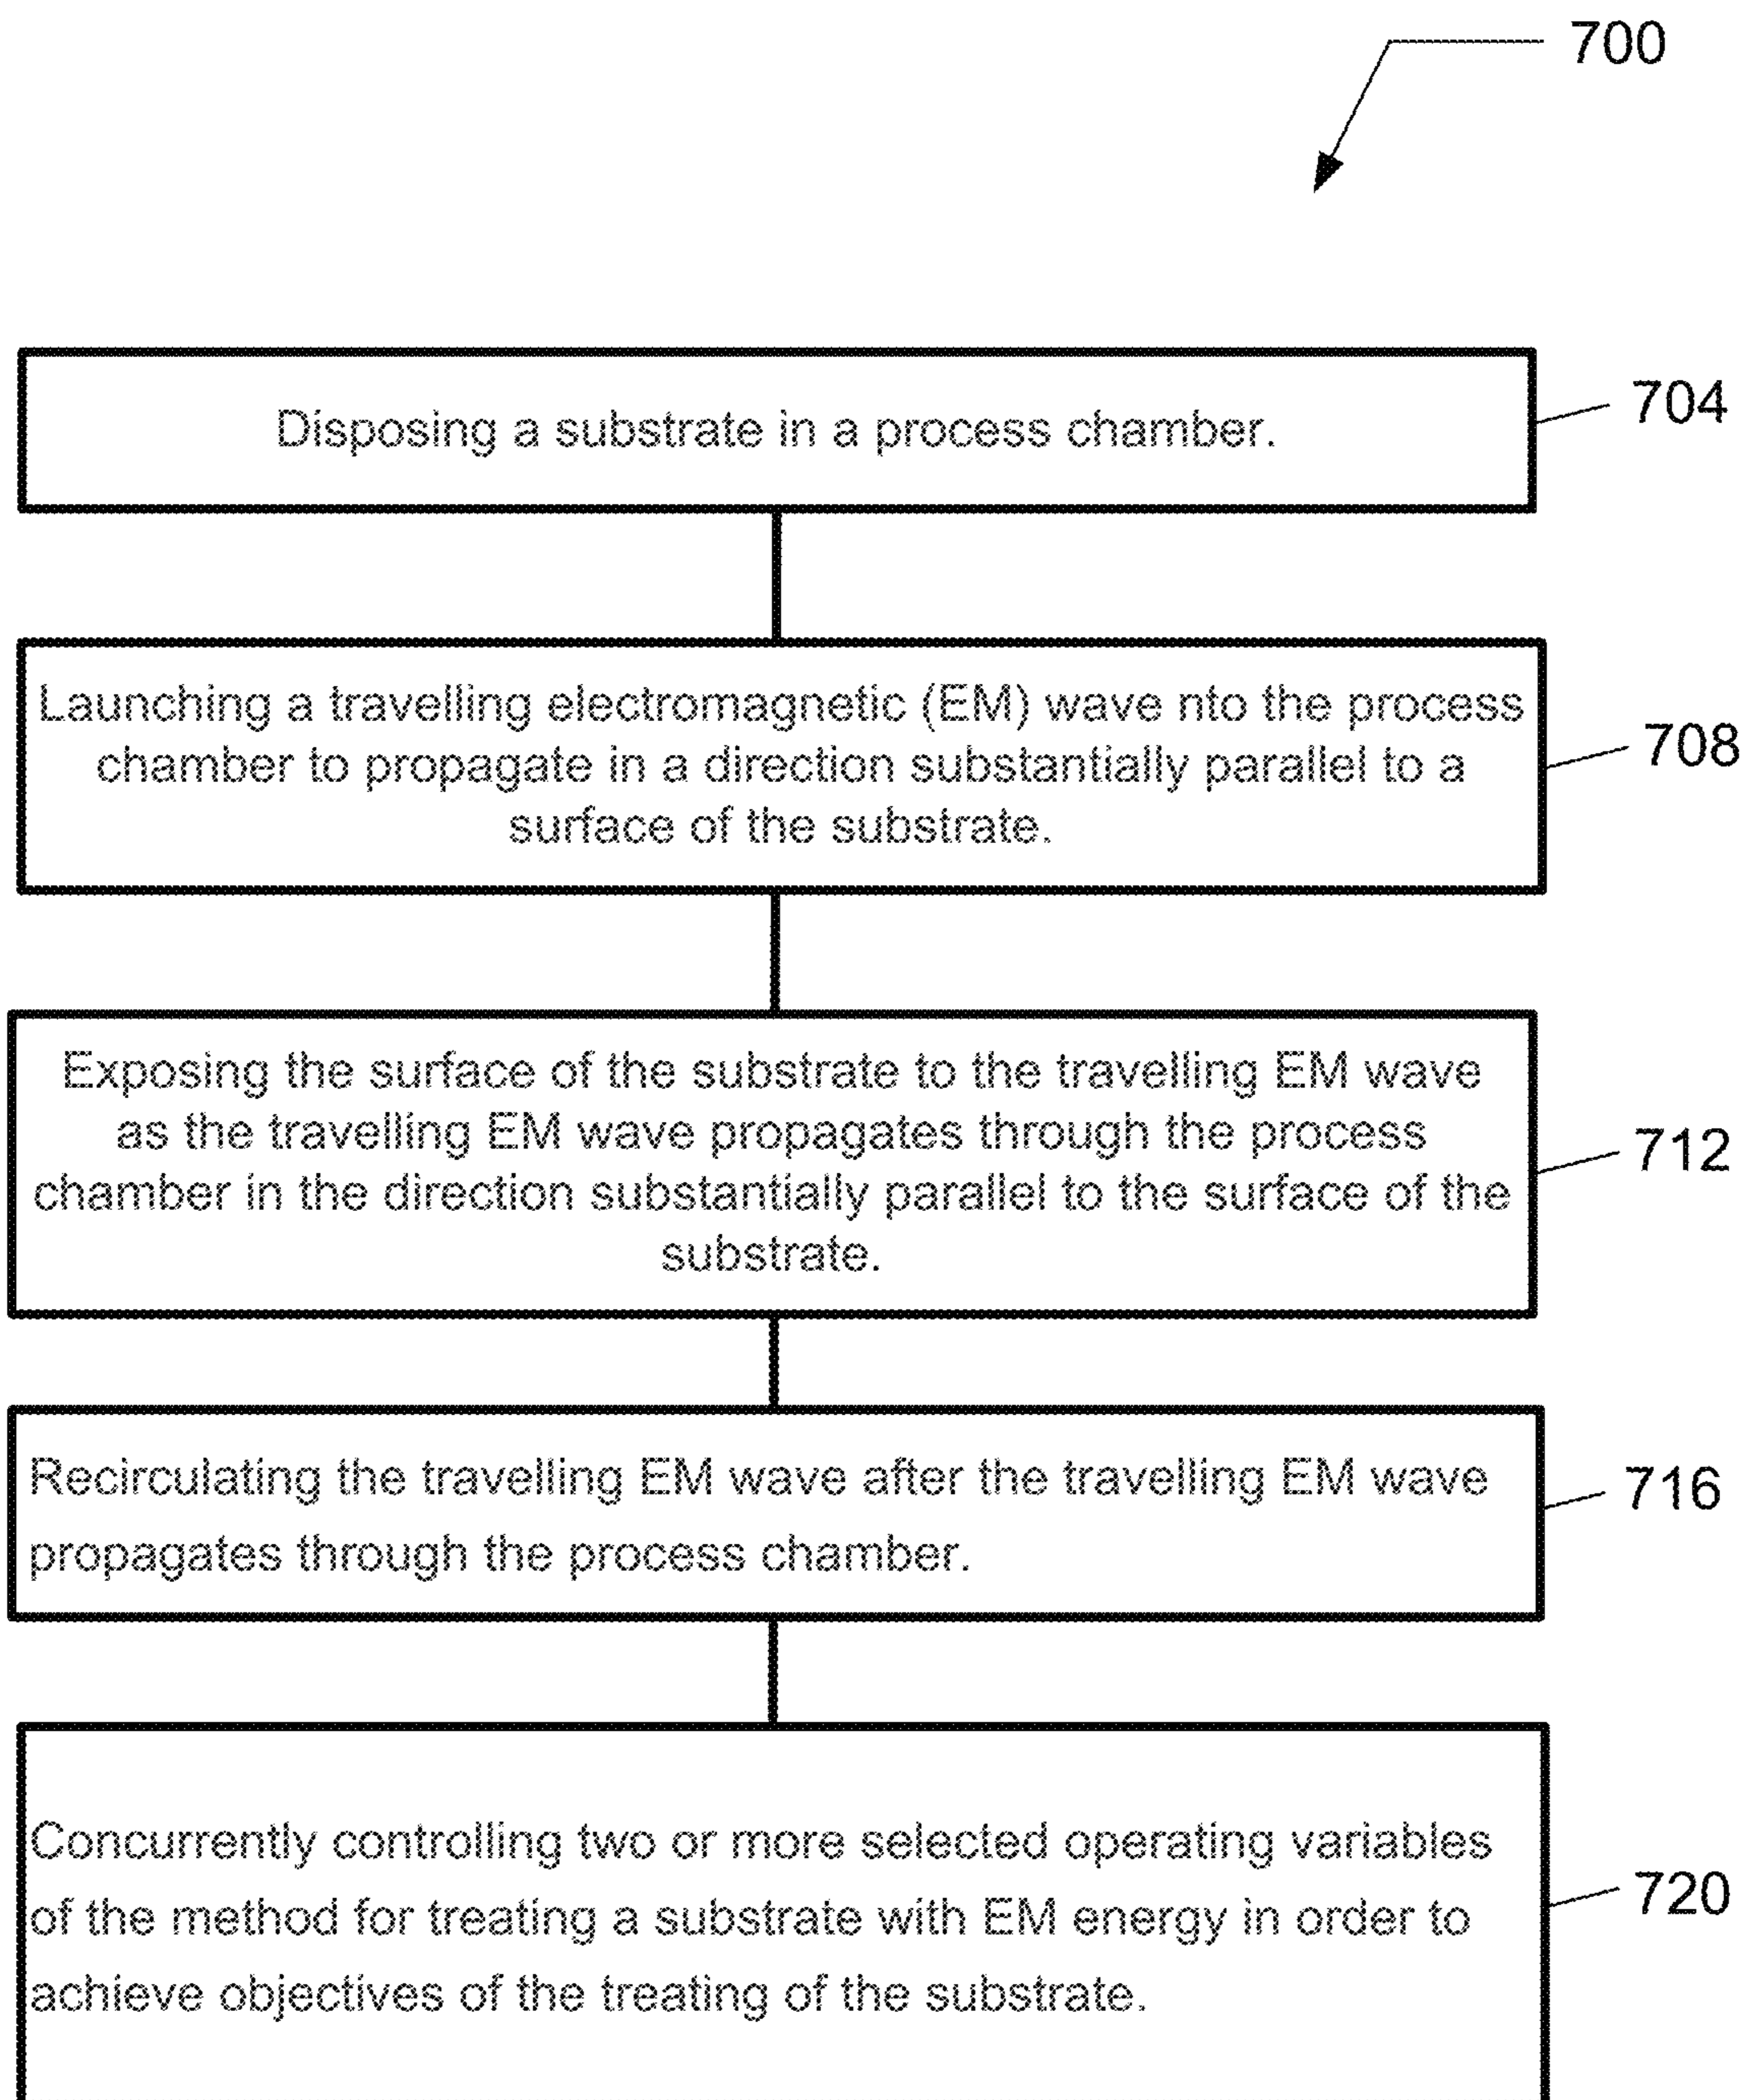 700
Disposing a substrate in a process chamber.
704
Launching a travelling electromagnetic (EM) wave nto the process
chamber to propagate in a direction substantially parallel to a
surface of the substrate.
708
Exposing the surface of the substrate to the travelling EM wave
as the travelling EM wave propagates through the process
chamber in the direction substantially parallel to the surface of the
substrate.
712
Recirculating the travelling EM wave after the travelling EM wave
propagates through the process chamber.
716
Concurrently controlling two or more selected operating variables
of the method for treating a substrate with EM energy in order to
achieve objectives of the treating of the substrate.
720